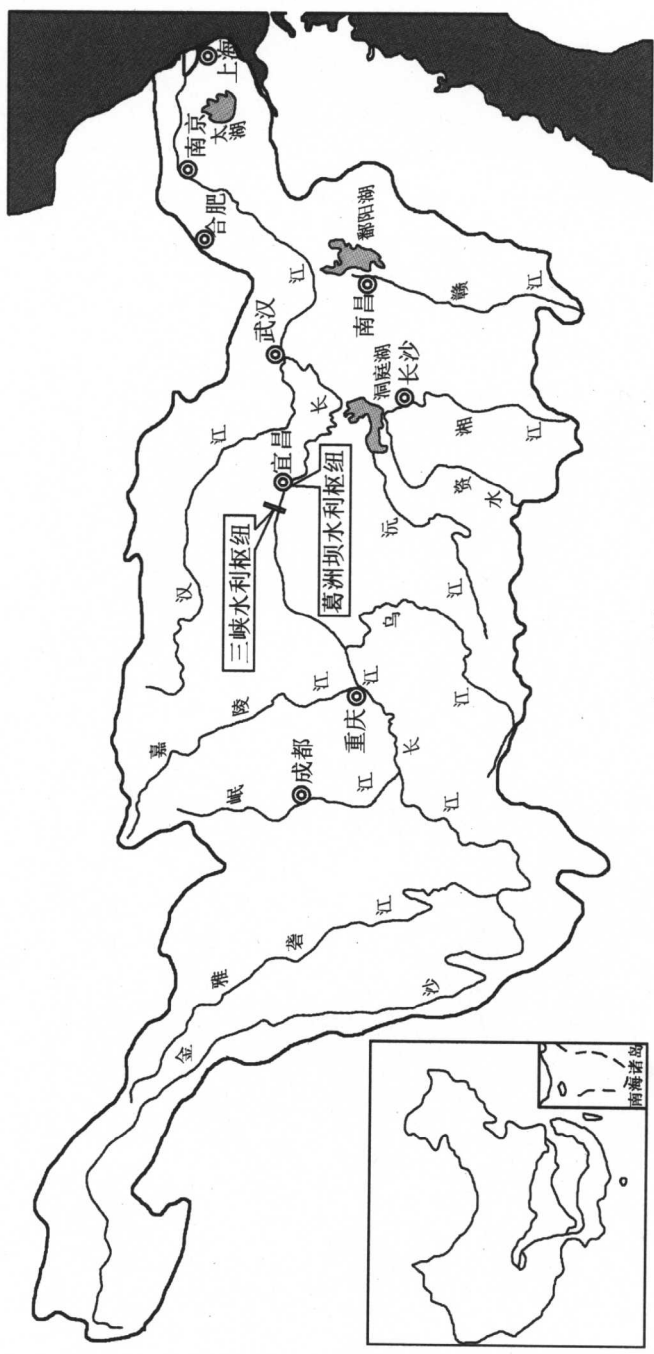 上海
太湖
南京
合肥
鄱阳湖
南昌
赣江
武汉
长江
洞庭湖
长沙
湘江
资水
沅江
汉江
宜昌
三峡水利枢纽
葛洲坝水利枢纽
乌江
嘉陵江
重庆
长江
成都
岷江
雅砻江
金沙江
南海诸岛